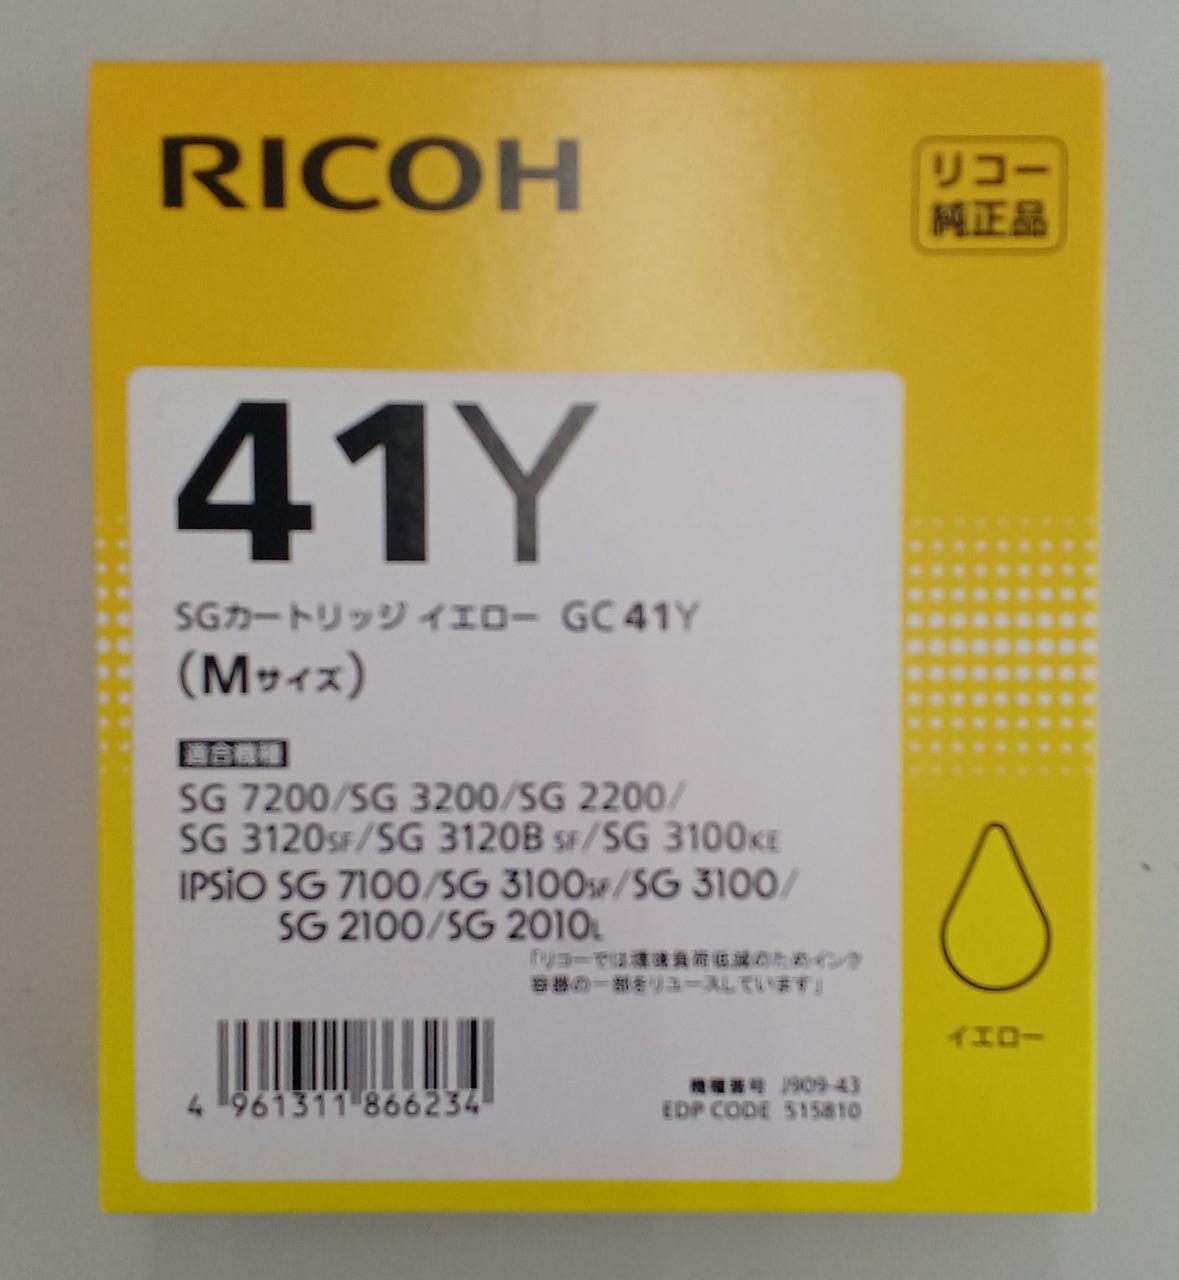 RICOH
リコー
純正品
41Y
SGカートリッジ イエロー GC 41Y
(Mサイズ)
適合機種
SG 7200/SG 3200/SG 2200/
SG 3120SF/SG 3120B SF/SG 3100KE
IPSiO SG 7100/SG 3100SF/SG 3100/
SG 2100/SG 2010L
「リコーでは環境負荷低減のためインク
容器の一部をリユースしています」
イエロー
機種番号 J909-43
EDP CODE 515810
4 961311 866234